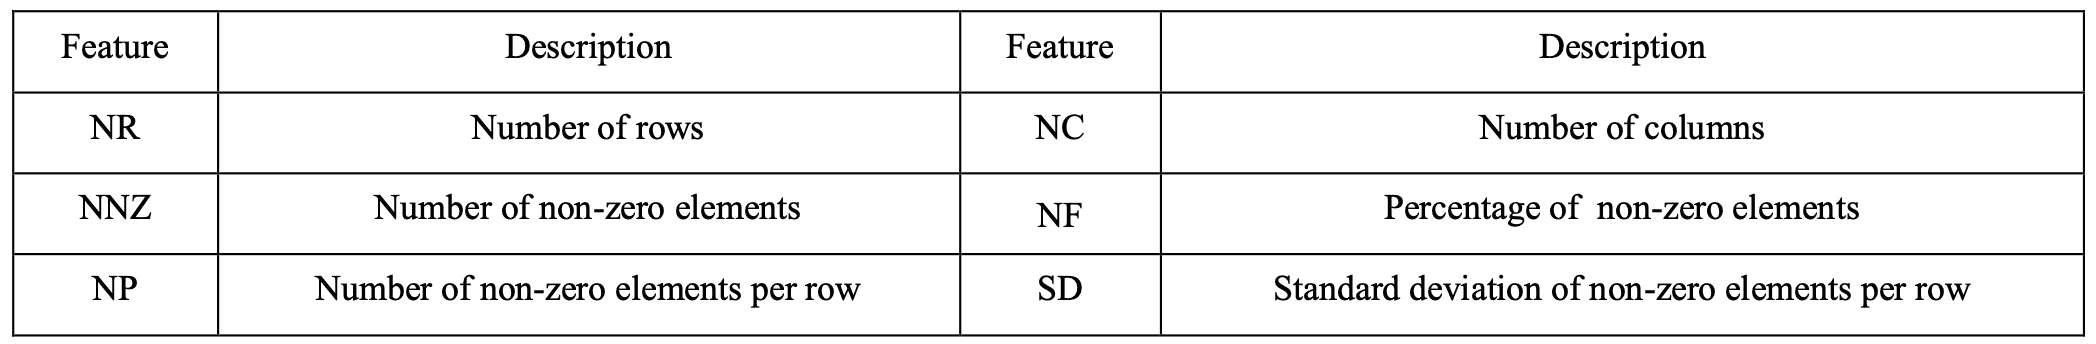 Feature Description Feature Description
NR Number of rows NC Number of columns
NNZ Number of non-zero elements NF Percentage of non-zero elements
NP Number of non-zero elements per row SD Standard deviation of non-zero elements per row